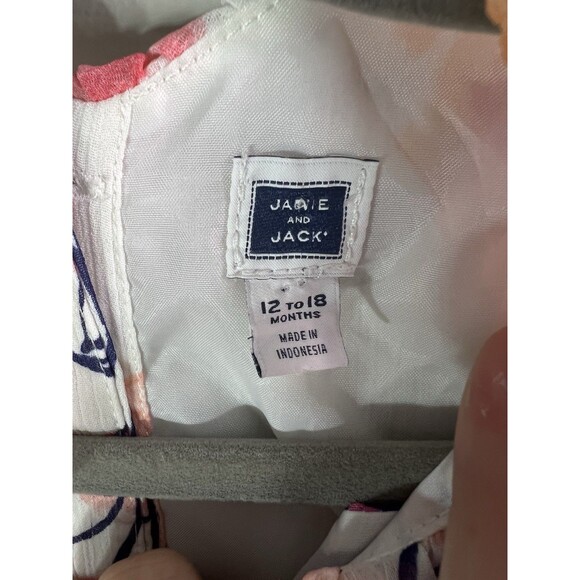 JANIE
AND
JACK
12 TO 18
MONTHS
MADE IN
INDONESIA